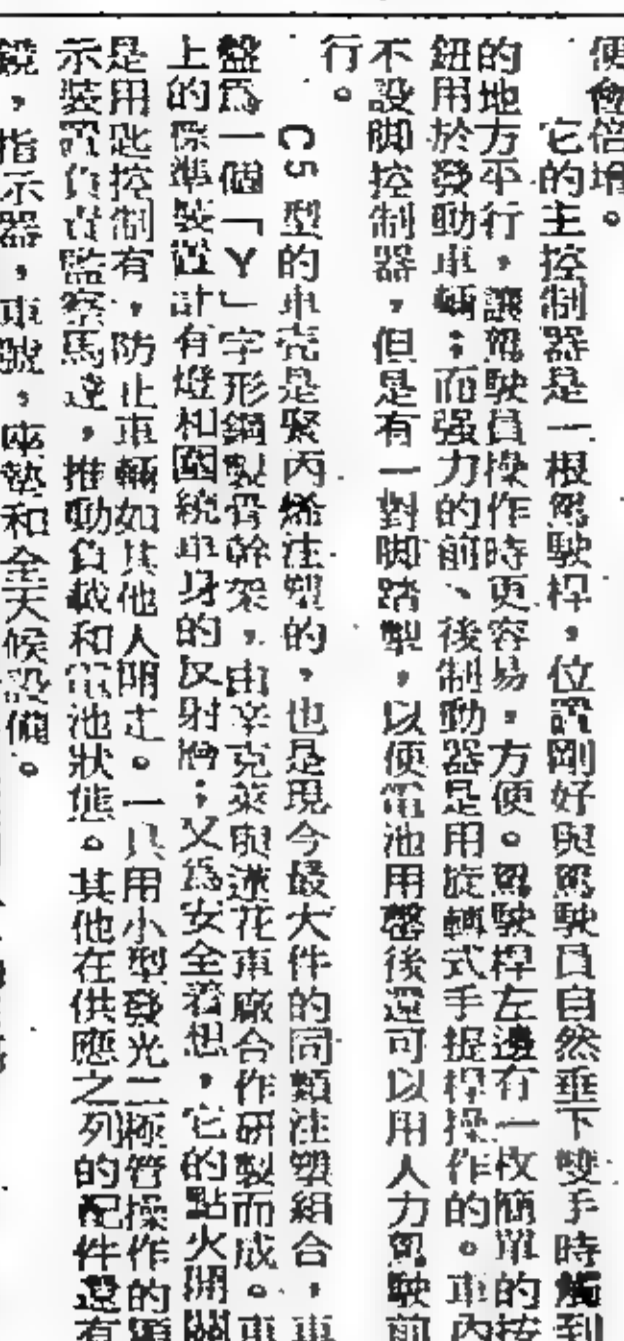 便會倍增。
它的主控制器是一根駕駛桿，位置剛好與駕駛員自然垂下雙手時觸到
的地方平行，讓駕駛員操作時更容易，方便。駕駛桿左邊有一枚簡單的按
鈕用於發動車輛；而强力的前、後制動器是用旋轉式手握桿操作的。車內
不設脚控制器，但是有一對脚踏掣，以便電池用罄後還可以用人力駕駛前
行。
C5型的車壳是聚丙烯注塑的，也是現今最大件的同類注塑組合，車
盤爲一個「Y」字形鋼製骨幹架，由辛克萊與蓮花車廠合作研製而成。車
上的標準裝置計有燈和圍繞車身的反射牌；又爲安全着想，它的點火開關
是用匙控制有，防止車輛如其他人開走。一具用小型發光二極管操作的顯
示裝置負責監察馬達，推動負載和電池狀態。其他在供應之列的配件還有
鏡，指示器，車號，座墊和全天候設備。